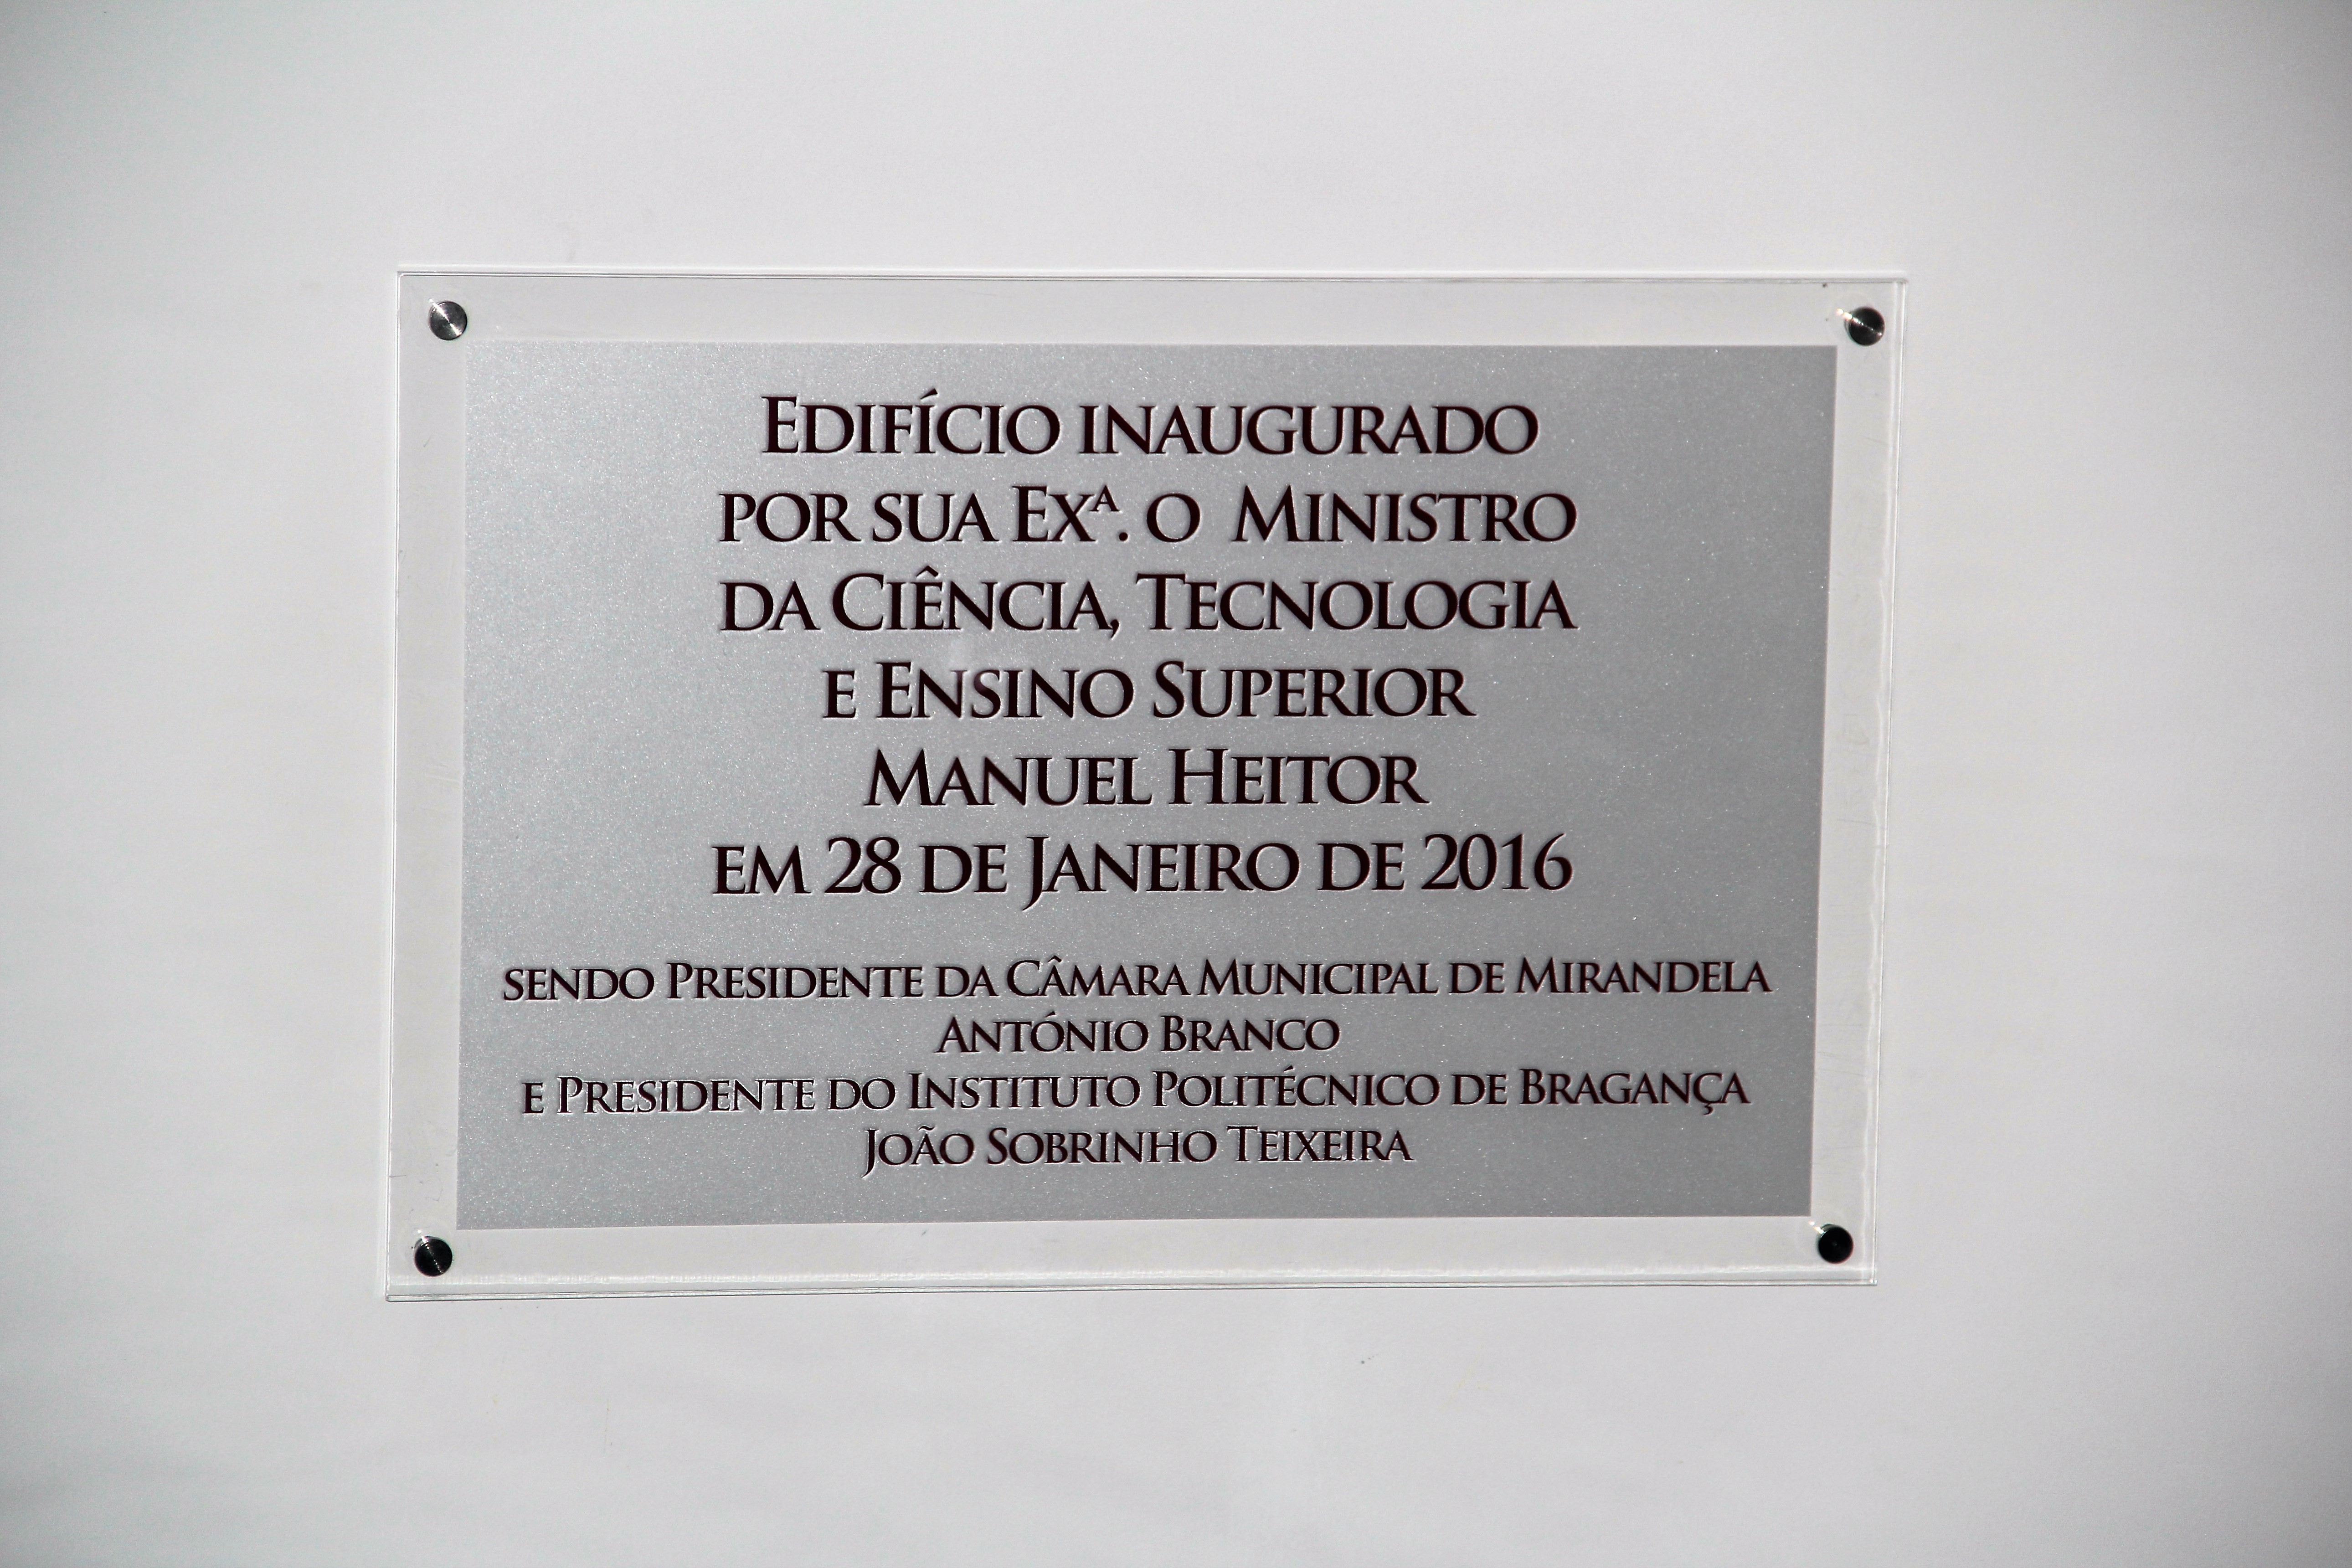 Edifício inaugurado
por sua Exª. o Ministro
da Ciência, Tecnologia
e Ensino Superior
Manuel Heitor
em 28 de Janeiro de 2016
sendo Presidente da Câmara Municipal de Mirandela
António Branco
e Presidente do Instituto Politécnico de Bragança
João Sobrinho Teixeira